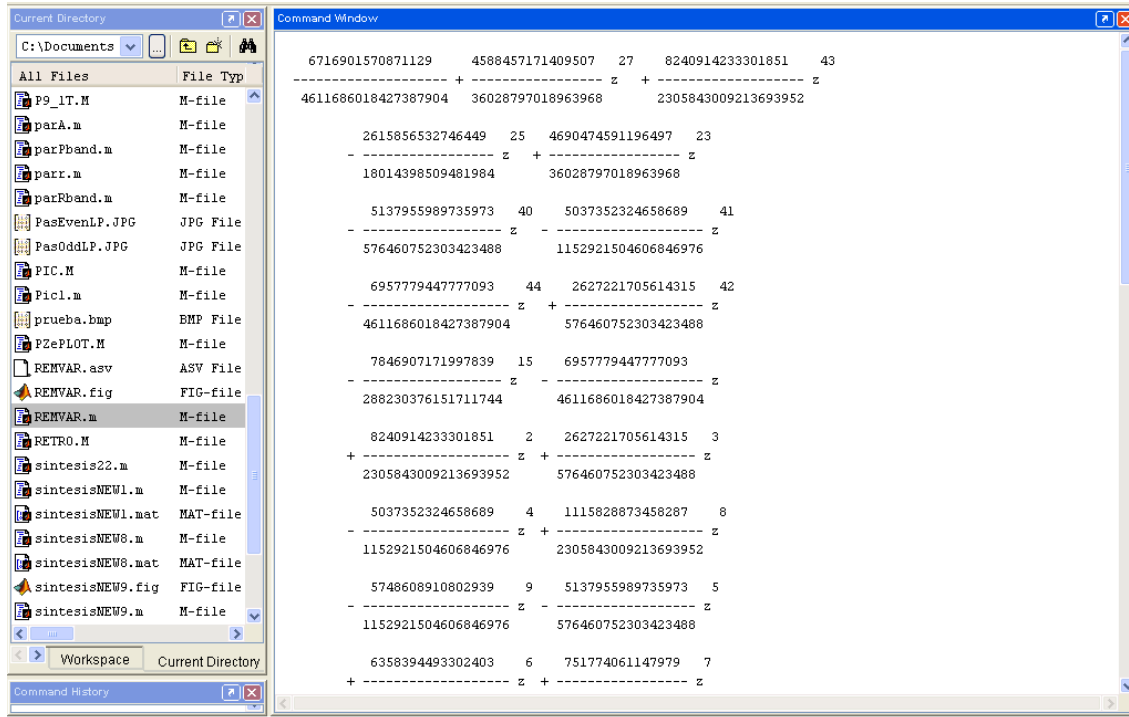 Current Directory
C:\Documents ...
All Files File Typ
P9_1T.M M-file
parA.m M-file
parPband.m M-file
parr.m M-file
parRband.m M-file
PasEvenLP.JPG JPG File
PasOddLP.JPG JPG File
PIC.M M-file
Pic1.m M-file
prueba.bmp BMP File
PZePLOT.M M-file
REMVAR.asv ASV File
REMVAR.fig FIG-file
REMVAR.m M-file
RETRO.M M-file
sintesis22.m M-file
sintesisNEW1.m M-file
sintesisNEW1.mat MAT-file
sintesisNEW8.m M-file
sintesisNEW8.mat MAT-file
sintesisNEW9.fig FIG-file
sintesisNEW9.m M-file
Workspace Current Directory
Command History
Command Window
6716901570871129 4588457171409507 27 8240914233301851 43
------------------- + ----------------- z + ------------------- z
4611686018427387904 36028797018963968 2305843009213693952
2615856532746449 25 4690474591196497 23
- ----------------- z + ----------------- z
18014398509481984 36028797018963968
5137955989735973 40 5037352324658689 41
- ------------------ z - ------------------- z
576460752303423488 1152921504606846976
6957779447777093 44 2627221705614315 42
- ------------------- z + ------------------ z
4611686018427387904 576460752303423488
7846907171997839 15 6957779447777093
- ------------------ z - ------------------- z
288230376151711744 4611686018427387904
8240914233301851 2 2627221705614315 3
+ ------------------- z + ------------------ z
2305843009213693952 576460752303423488
5037352324658689 4 1115828873458287 8
- ------------------- z + ------------------- z
1152921504606846976 2305843009213693952
5748608910802939 9 5137955989735973 5
- ------------------- z - ------------------ z
1152921504606846976 576460752303423488
6358394493302403 6 751774061147979 7
+ ------------------- z + ----------------- z